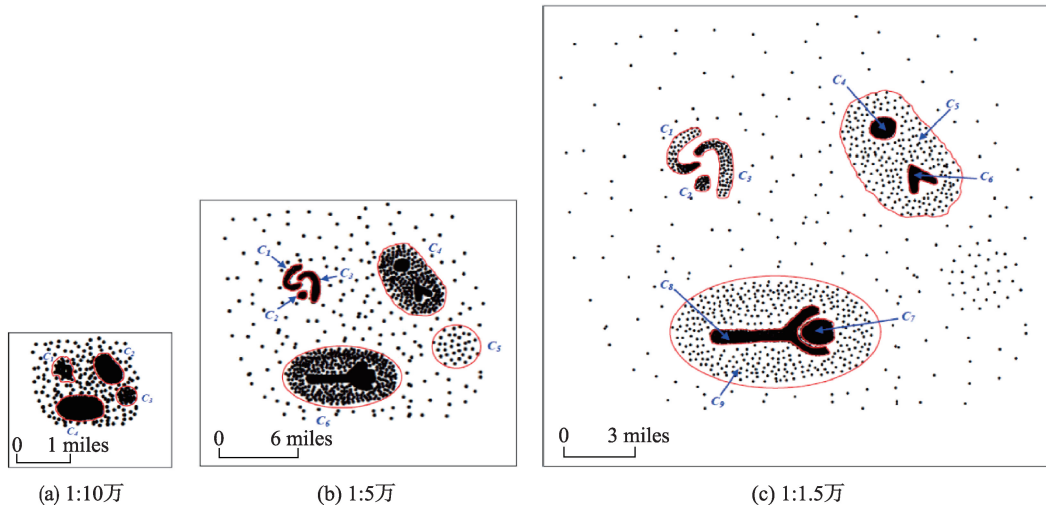 C1
C2
C3
C4
0 1 miles
(a) 1:10万
C1
C3
C2
C4
C5
C6
0 6 miles
(b) 1:5万
C4
C5
C6
C1
C2
C3
C8
C7
C9
0 3 miles
(c) 1:1.5万